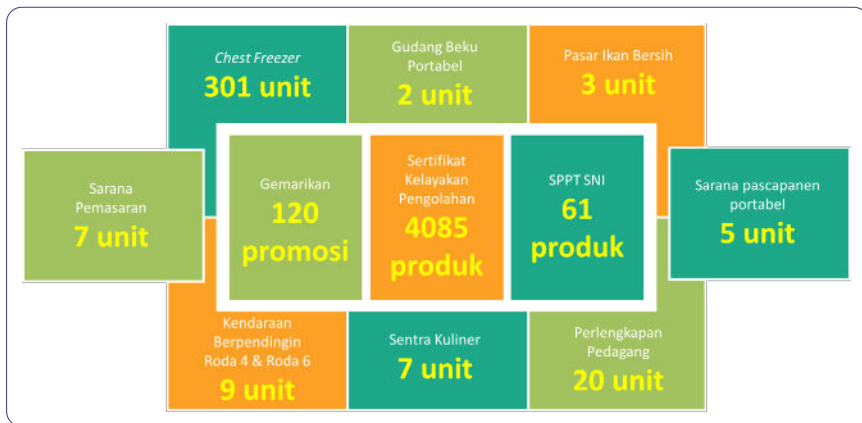 Chest Freezer
301 unit
Gudang Beku
Portabel
2 unit
Pasar Ikan Bersih
3 unit
Sarana
Pemasaran
7 unit
Gemarikan
120
promosi
Sertifikat
Kelayakan
Pengolahan
4085
produk
SPPT SNI
61
produk
Sarana pascapanen
portabel
5 unit
Kendaraan
Berpendingin
Roda 4 & Roda 6
9 unit
Sentra Kuliner
7 unit
Perlengkapan
Pedagang
20 unit